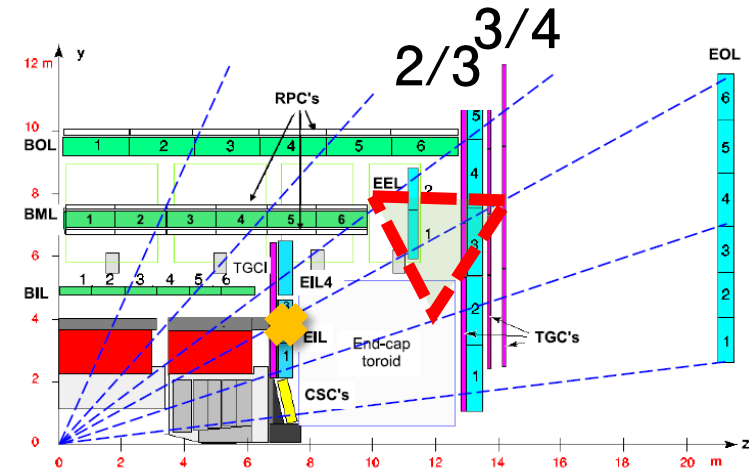 3/4
2/3
y
12 m
EOL
6
RPC's
5
10
BOL
1 2 3 4 5 6
5
4
8
EEL
2
BML
1 2 3 4 5 6
4
1
3
6
TGCI
1 2 3 4 5 6
EIL4
BIL
3
2
2
4
EIL
End-cap
toroid
TGC's
1
1
2
1
CSC's
0
z
0 2 4 6 8 10 12 14 16 18 20 m